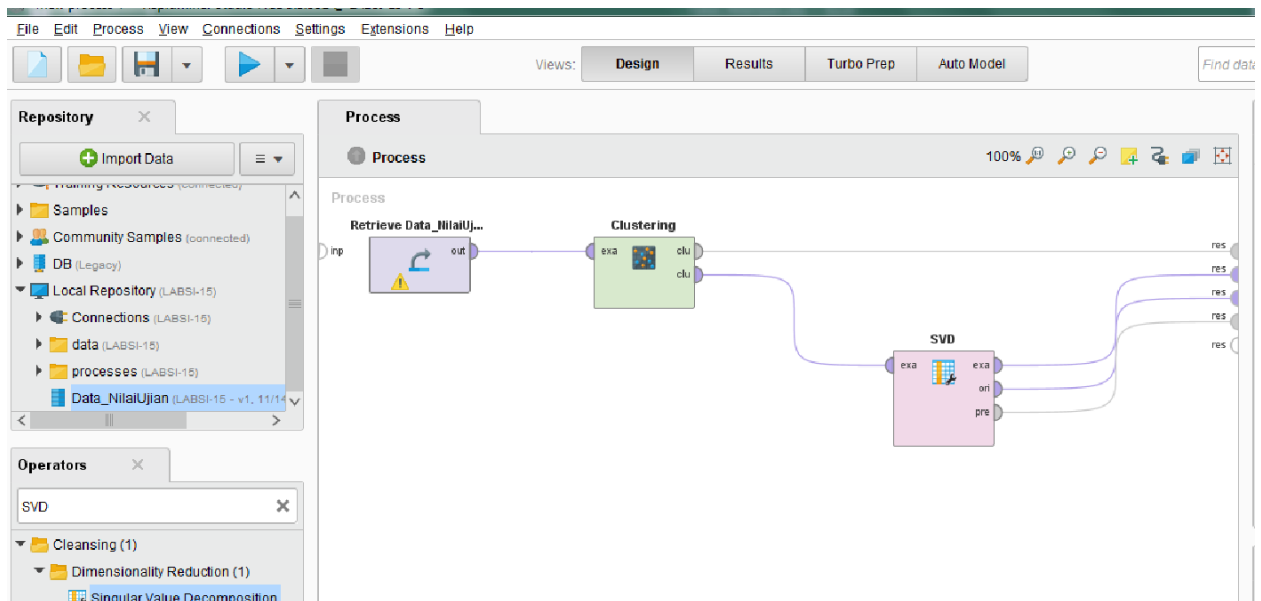 File Edit Process View Connections Settings Extensions Help
Views: Design Results Turbo Prep Auto Model Find data
Repository
Import Data
Training Resources (connected)
Samples
Community Samples (connected)
DB (Legacy)
Local Repository (LABSI-15)
Connections (LABSI-15)
data (LABSI-15)
processes (LABSI-15)
Data_NilaiUjian (LABSI-15 - v1, 11/14
Operators
SVD
Cleansing (1)
Dimensionality Reduction (1)
Singular Value Decomposition
Process
Process
100%
Process
Retrieve Data_NilaiUj...
inp
out
Clustering
exa clu
clu
SVD
exa exa
ori
pre
res
res
res
res
res